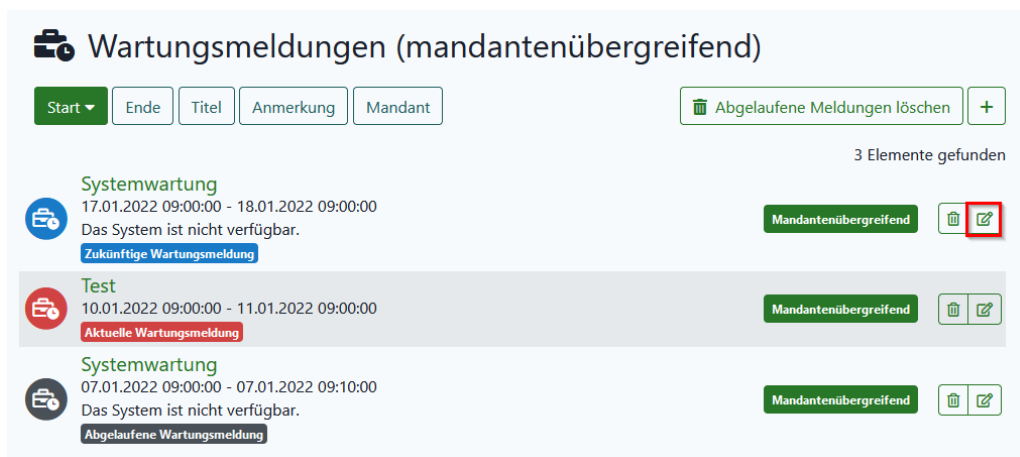 Wartungsmeldungen (mandantenübergreifend)
Start Ende Titel Anmerkung Mandant Abgelaufene Meldungen löschen +
3 Elemente gefunden
Systemwartung
17.01.2022 09:00:00 - 18.01.2022 09:00:00
Das System ist nicht verfügbar.
Mandantenübergreifend
Zukünftige Wartungsmeldung
Test
10.01.2022 09:00:00 - 11.01.2022 09:00:00
Mandantenübergreifend
Aktuelle Wartungsmeldung
Systemwartung
07.01.2022 09:00:00 - 07.01.2022 09:10:00
Mandantenübergreifend
Das System ist nicht verfügbar.
Abgelaufene Wartungsmeldung